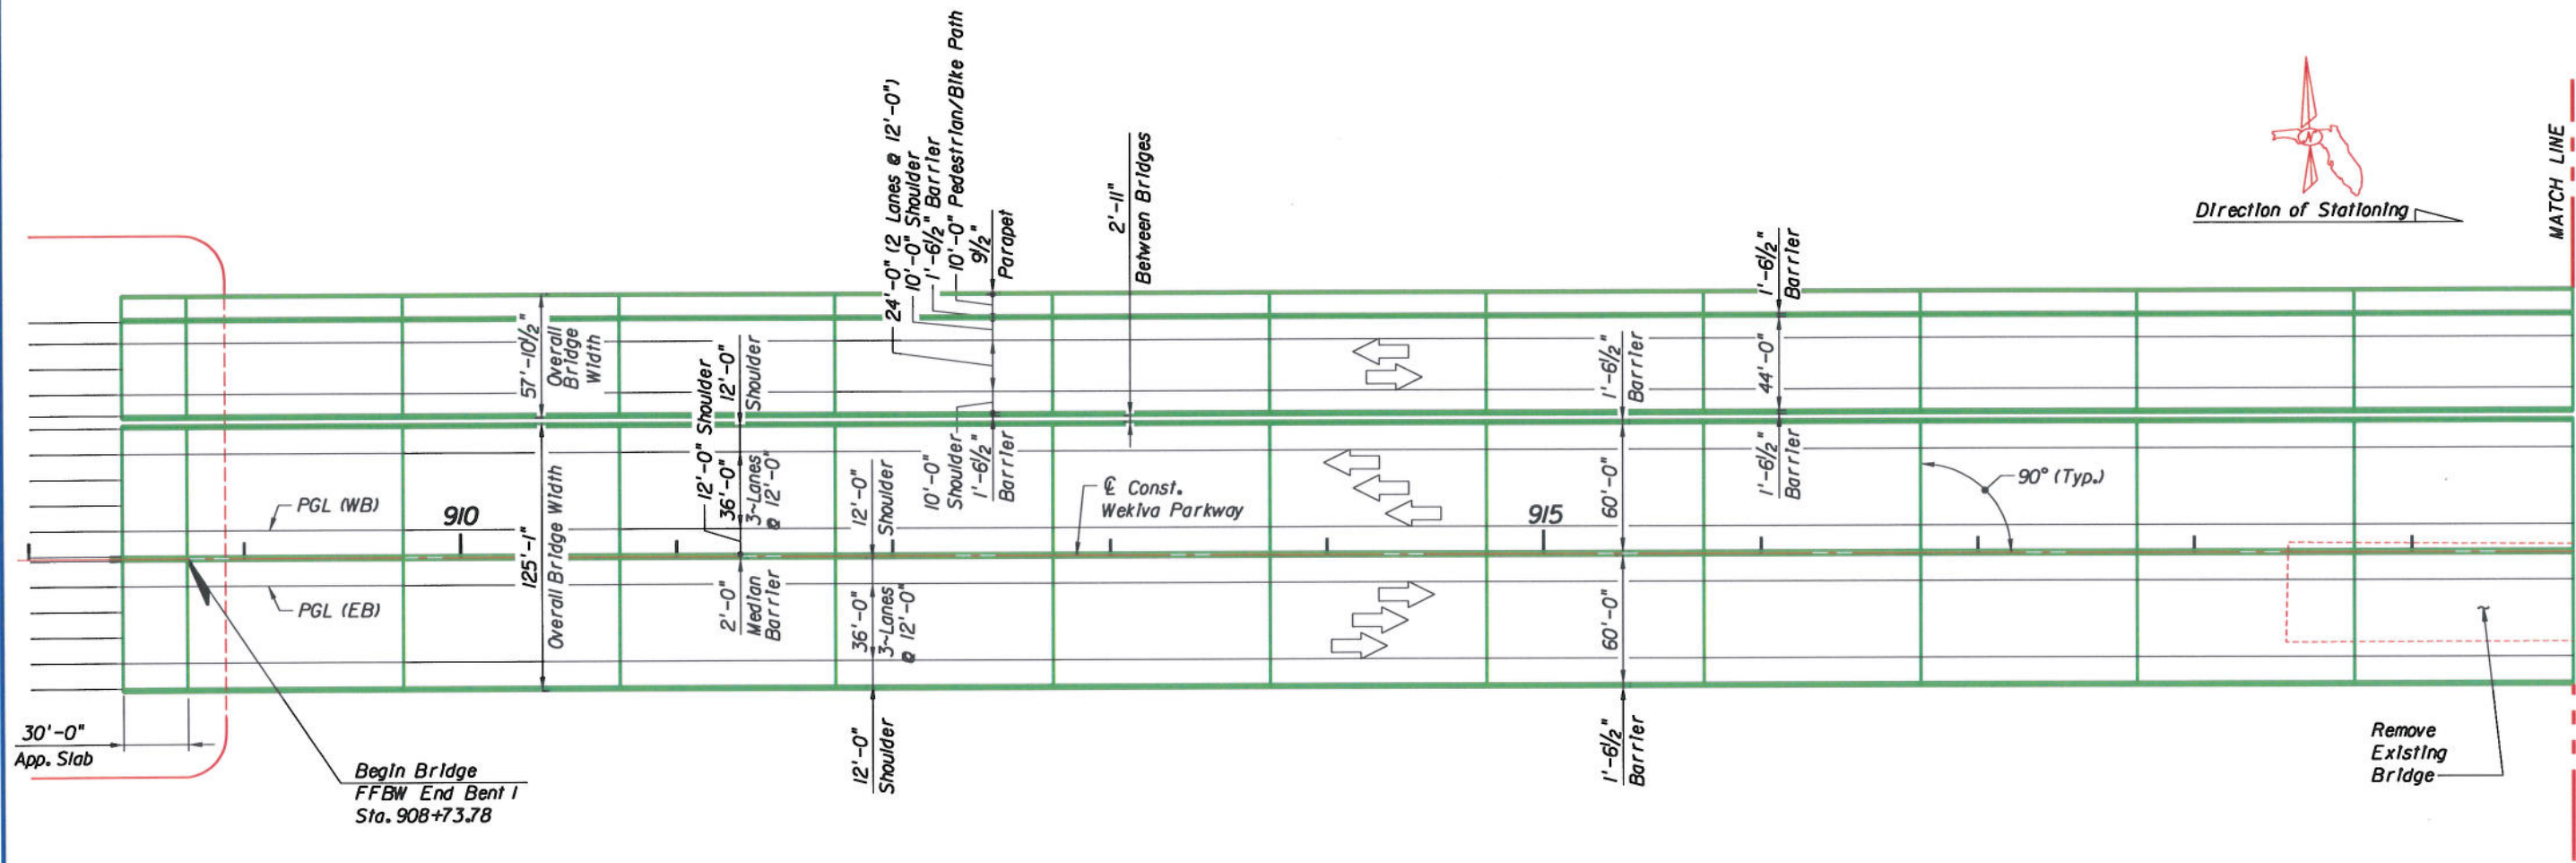 24'-0" (2 Lanes @ 12'-0")
10'-0" Shoulder
1'-6½" Barrier
10'-0" Pedestrian/Bike Path
9½"
Parapet
2'-11"
Between Bridges
Direction of Stationing
N
MATCH LINE
1'-6½"
Barrier
57'-10½"
Overall
Bridge
Width
12'-0" Shoulder
36'-0"
3~Lanes
@ 12'-0"
12'-0"
Shoulder
1'-6½"
Barrier
44'-0"
10'-0"
Shoulder
1'-6½"
Barrier
1'-6½"
Barrier
PGL (WB)
910
125'-1"
Overall Bridge Width
12'-0"
Shoulder
℄ Const.
Wekiva Parkway
915
60'-0"
90° (Typ.)
PGL (EB)
2'-0"
Median
Barrier
36'-0"
3~Lanes
@ 12'-0"
60'-0"
30'-0"
App. Slab
Begin Bridge
FFBW End Bent 1
Sta. 908+73.78
12'-0"
Shoulder
1'-6½"
Barrier
Remove
Existing
Bridge